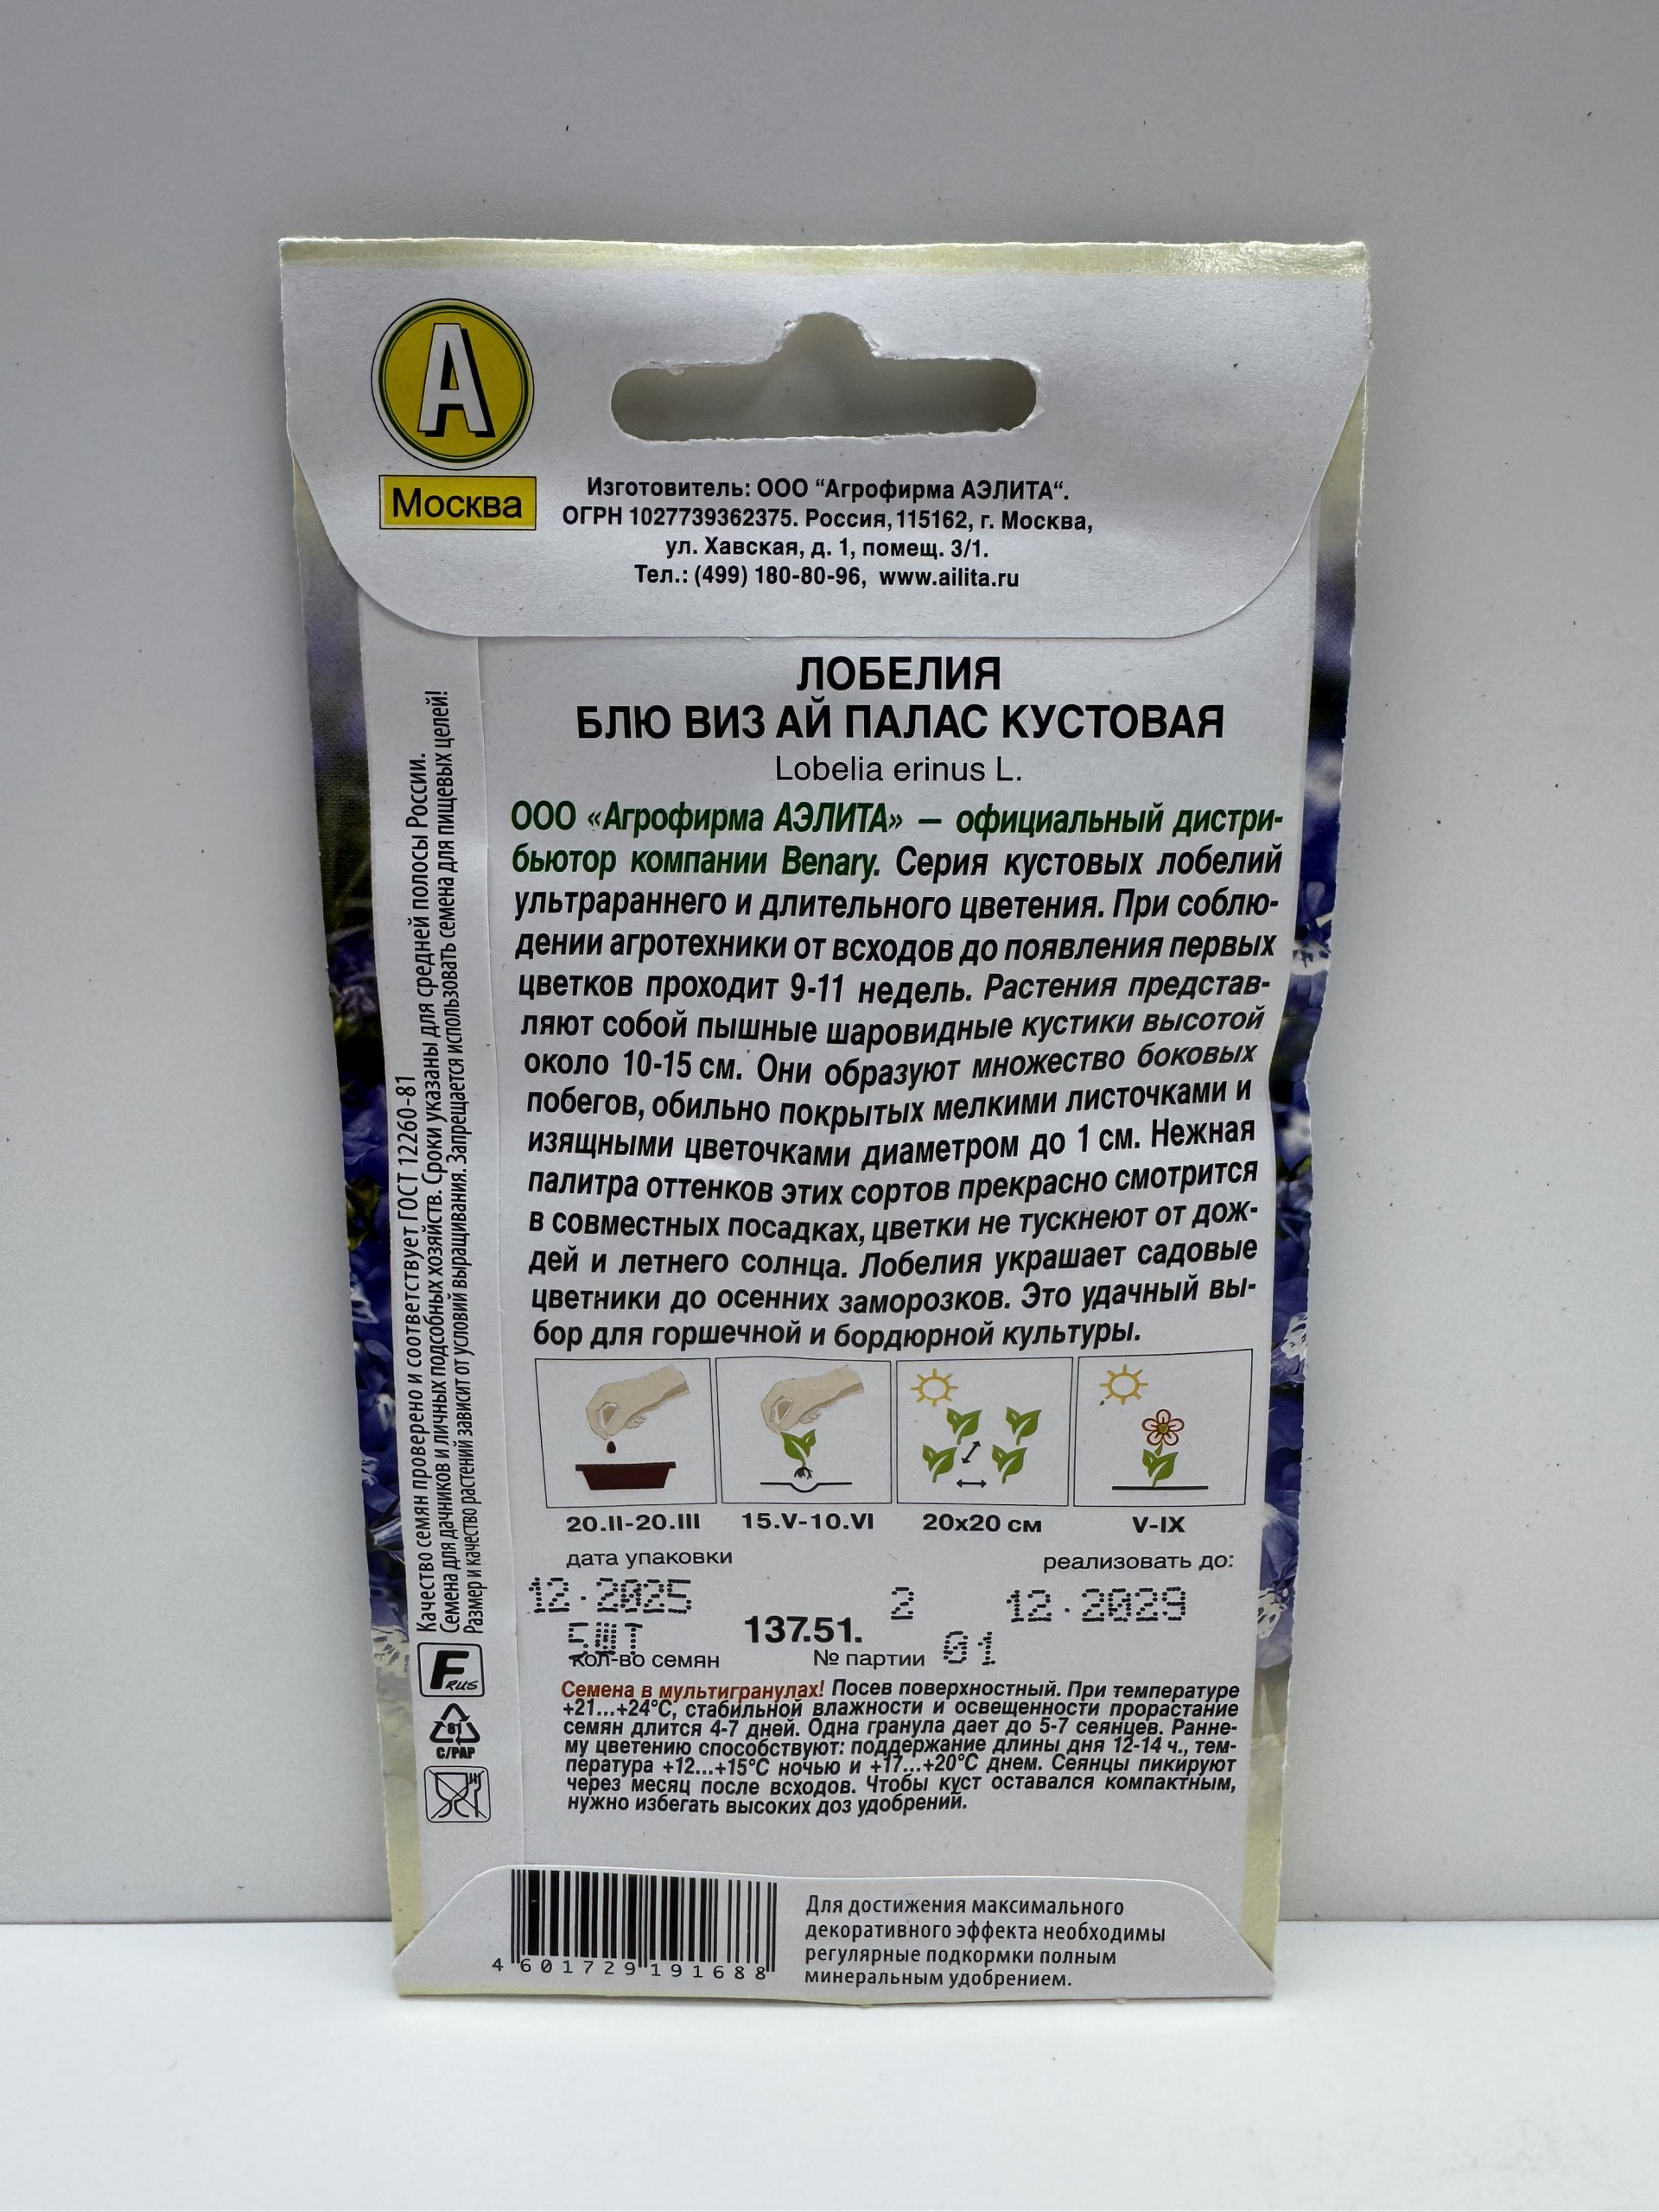 А
Москва
Изготовитель: ООО “Агрофирма АЭЛИТА“.
ОГРН 1027739362375. Россия, 115162, г. Москва,
ул. Хавская, д. 1, помещ. 3/1.
Тел.: (499) 180-80-96, www.ailita.ru
ЛОБЕЛИЯ
БЛЮ ВИЗ АЙ ПАЛАС КУСТОВАЯ
Lobelia erinus L.
ООО «Агрофирма АЭЛИТА» — официальный дистри-
бьютор компании Benary. Серия кустовых лобелий
ультрараннего и длительного цветения. При соблю-
дении агротехники от всходов до появления первых
цветков проходит 9-11 недель. Растения представ-
ляют собой пышные шаровидные кустики высотой
около 10-15 см. Они образуют множество боковых
побегов, обильно покрытых мелкими листочками и
изящными цветочками диаметром до 1 см. Нежная
палитра оттенков этих сортов прекрасно смотрится
в совместных посадках, цветки не тускнеют от дож-
дей и летнего солнца. Лобелия украшает садовые
цветники до осенних заморозков. Это удачный вы-
бор для горшечной и бордюрной культуры.
20.II-20.III 15.V-10.VI 20х20 см V-IX
дата упаковки реализовать до:
12.2025 2 12.2029
5ШТ 137.51. 01
кол-во семян № партии
Семена в мультигранулах! Посев поверхностный. При температуре
+21...+24°С, стабильной влажности и освещенности прорастание
семян длится 4-7 дней. Одна гранула дает до 5-7 сеянцев. Ранне-
му цветению способствуют: поддержание длины дня 12-14 ч., тем-
пература +12...+15°С ночью и +17...+20°С днем. Сеянцы пикируют
через месяц после всходов. Чтобы куст оставался компактным,
нужно избегать высоких доз удобрений.
Качество семян проверено и соответствует ГОСТ 12260-81
Семена для дачников и личных подсобных хозяйств. Сроки указаны для средней полосы России.
Размер и качество растений зависит от условий выращивания. Запрещается использовать семена для пищевых целей!
F RUS
81
C/PAP
4 601729 191688
Для достижения максимального
декоративного эффекта необходимы
регулярные подкормки полным
минеральным удобрением.